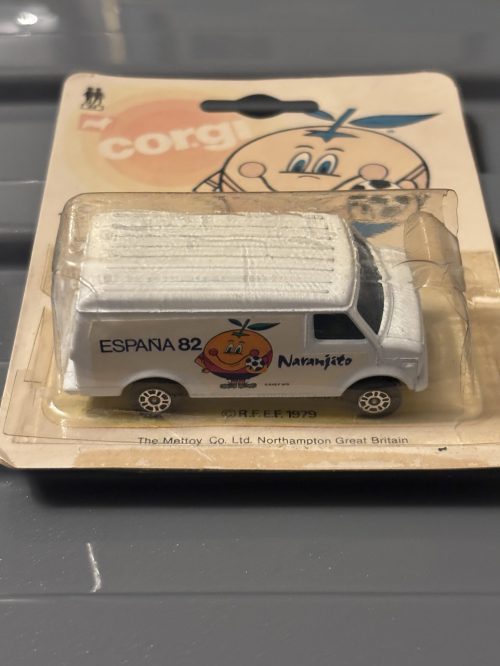 corgi
ESPAÑA 82
Naranjito
© R.F.E.F. 1979
The Mettoy Co. Ltd. Northampton Great Britain